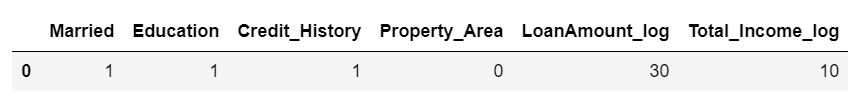 Married Education Credit_History Property_Area LoanAmount_log Total_Income_log
0 1 1 1 0 30 10